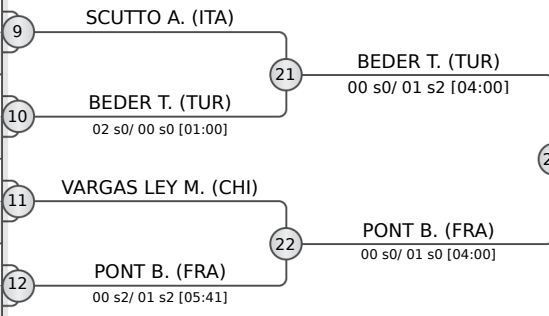 SCUTTO A. (ITA)
9
21
BEDER T. (TUR)
00 s0/ 01 s2 [04:00]
BEDER T. (TUR)
10
02 s0/ 00 s0 [01:00]
VARGAS LEY M. (CHI)
11
22
PONT B. (FRA)
00 s0/ 01 s0 [04:00]
PONT B. (FRA)
12
00 s2/ 01 s2 [05:41]